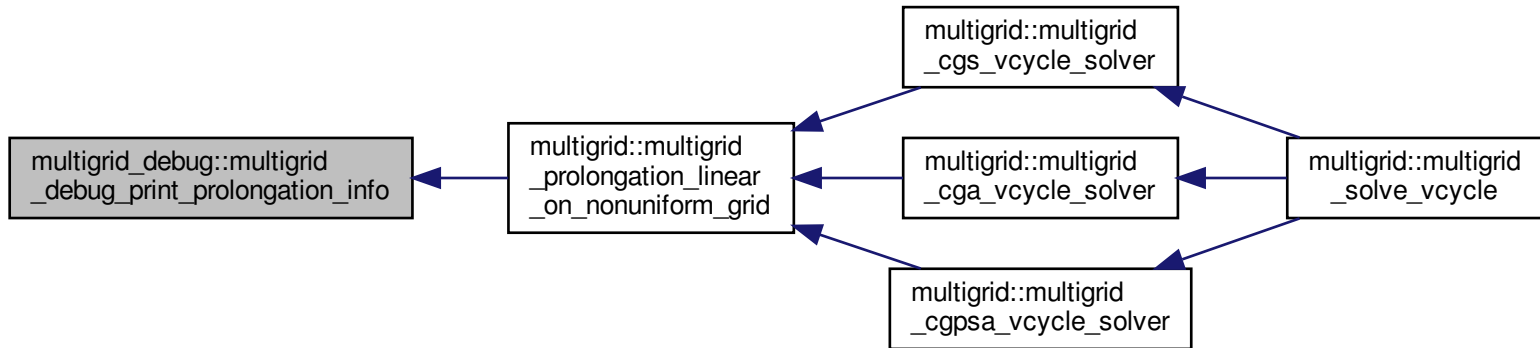 multigrid_debug::multigrid
_debug_print_prolongation_info
multigrid::multigrid
_prolongation_linear
_on_nonuniform_grid
multigrid::multigrid
_cgs_vcycle_solver
multigrid::multigrid
_cga_vcycle_solver
multigrid::multigrid
_cgpsa_vcycle_solver
multigrid::multigrid
_solve_vcycle